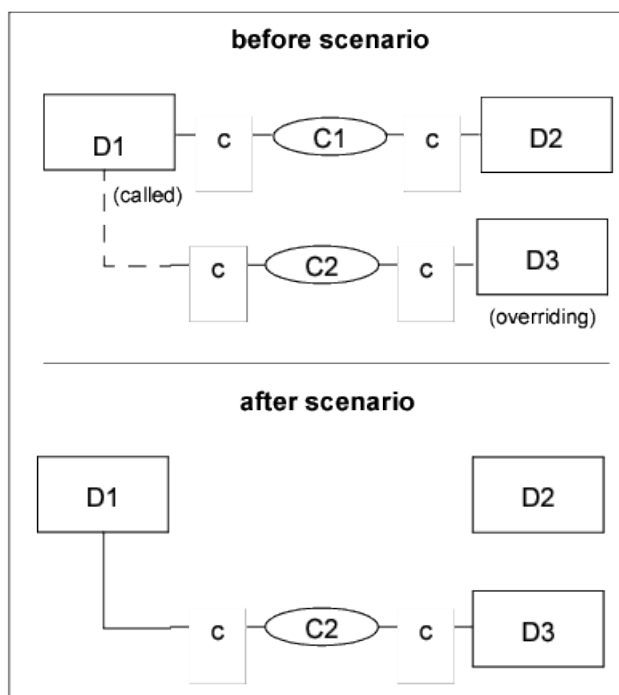 before scenario
D1 c C1 c D2
(called)
c C2 c D3
(overriding)
after scenario
D1 D2
c C2 c D3